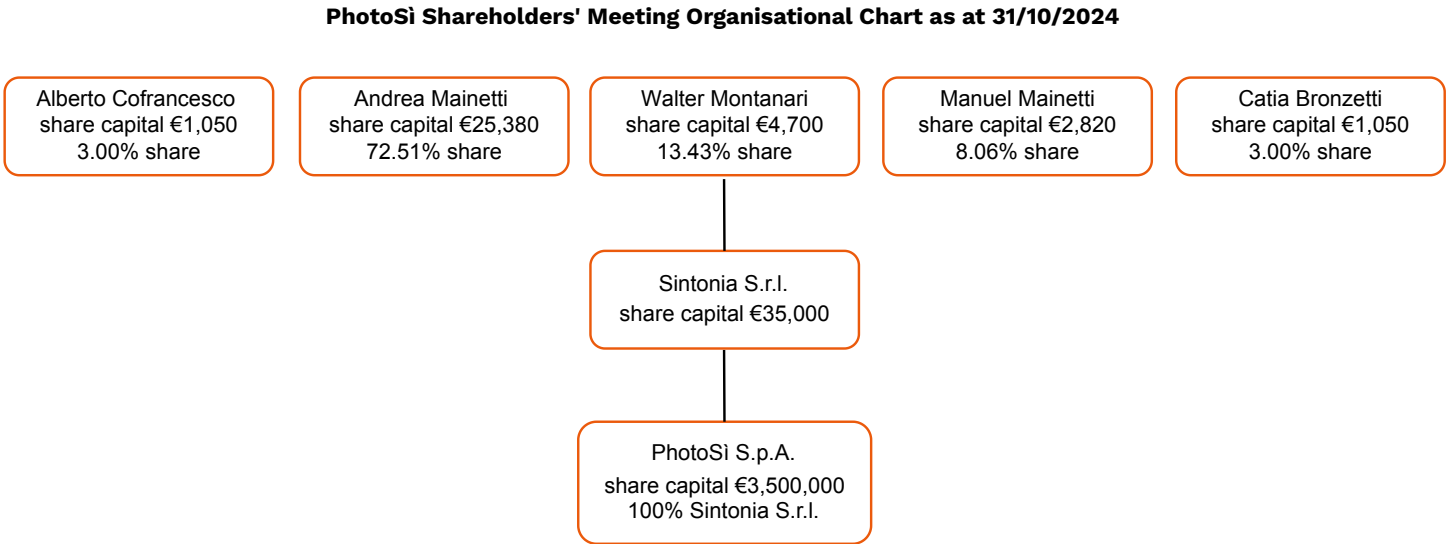 PhotoSì Shareholders' Meeting Organisational Chart as at 31/10/2024
Alberto Cofrancesco
share capital €1,050
3.00% share
Andrea Mainetti
share capital €25,380
72.51% share
Walter Montanari
share capital €4,700
13.43% share
Manuel Mainetti
share capital €2,820
8.06% share
Catia Bronzetti
share capital €1,050
3.00% share
Sintonia S.r.l.
share capital €35,000
PhotoSì S.p.A.
share capital €3,500,000
100% Sintonia S.r.l.